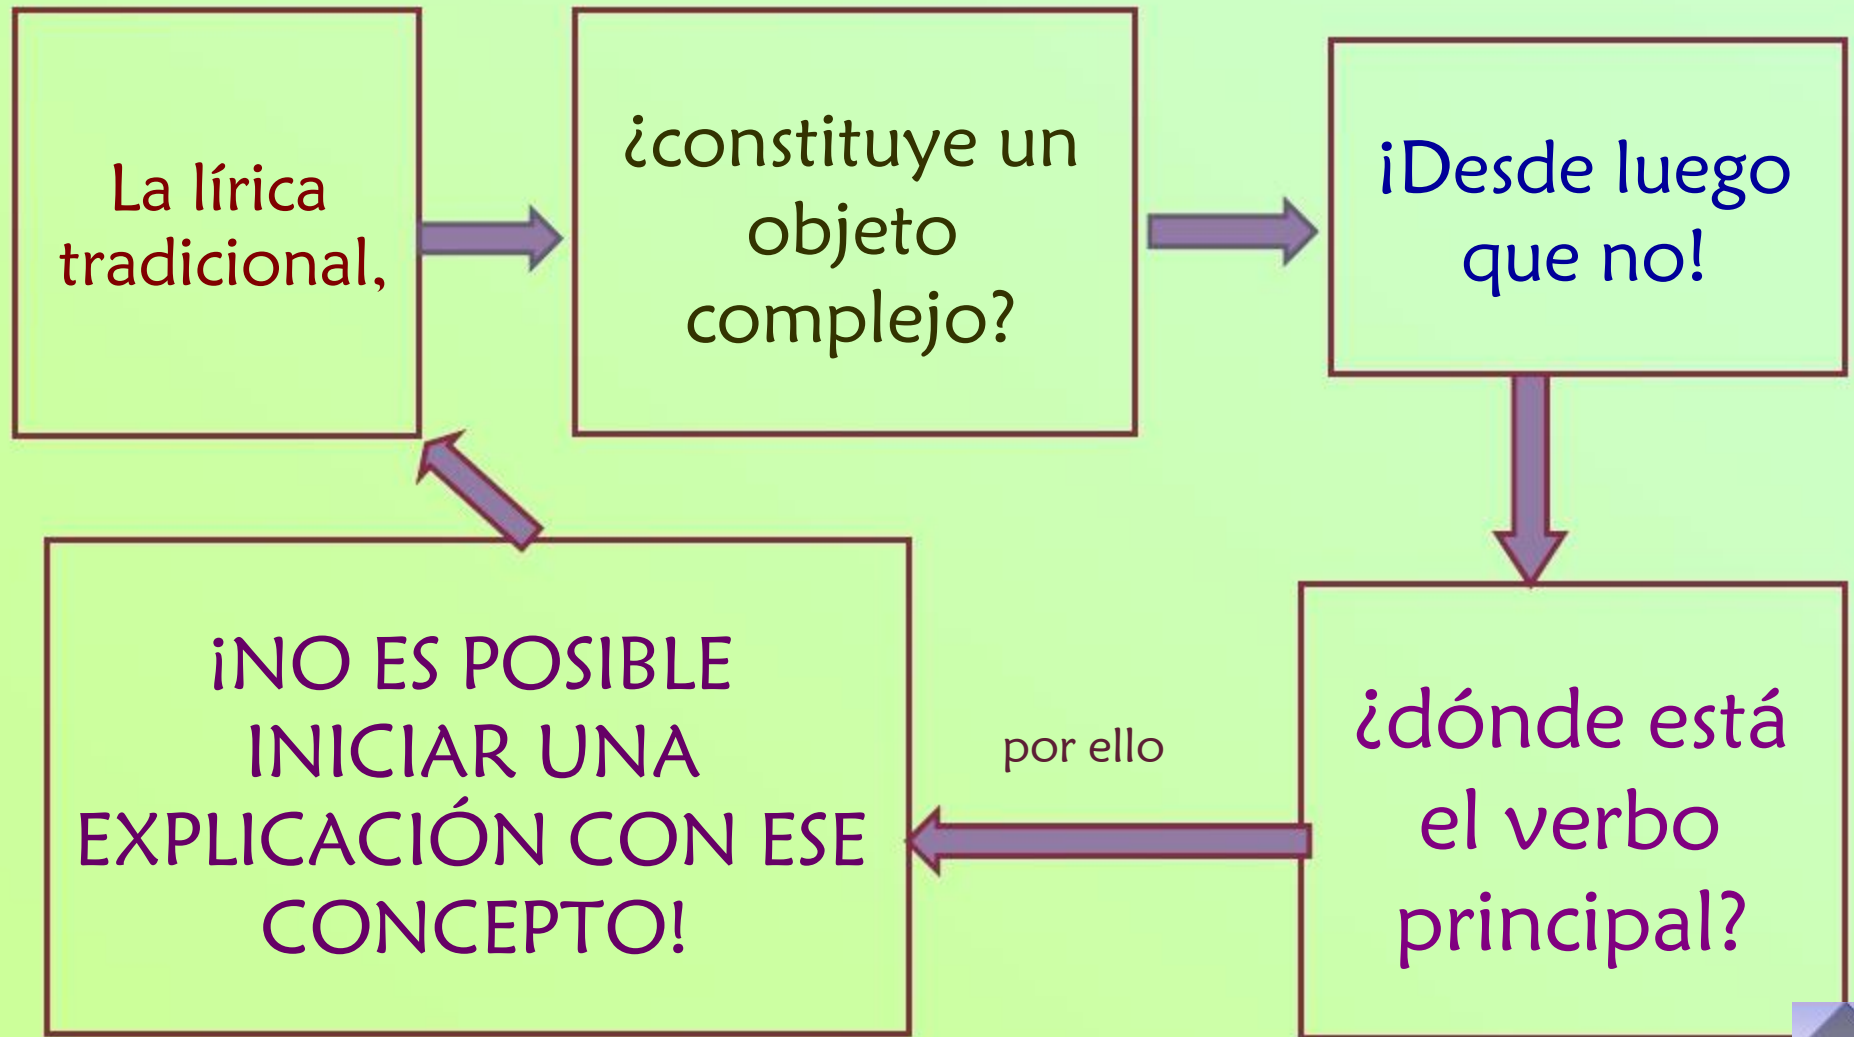 La lírica
tradicional,
¿constituye un
objeto
complejo?
¡Desde luego
que no!
¿dónde está
el verbo
principal?
por ello
¡NO ES POSIBLE
INICIAR UNA
EXPLICACIÓN CON ESE
CONCEPTO!